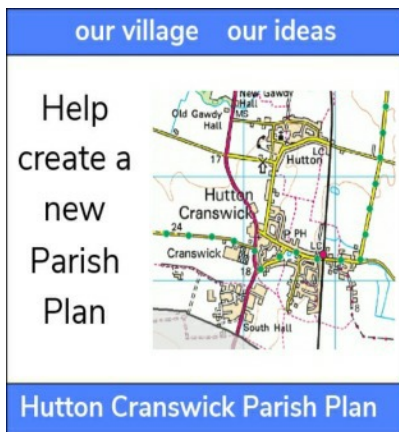 our village our ideas
Help
create a
new
Parish
Plan
New Gawdy
Hall
MS
Old Gawdy
Hall
17
LC
Hutton
Hutton
Cranswick
24
PH
LC
Cranswick
18
South Hall
Hutton Cranswick Parish Plan